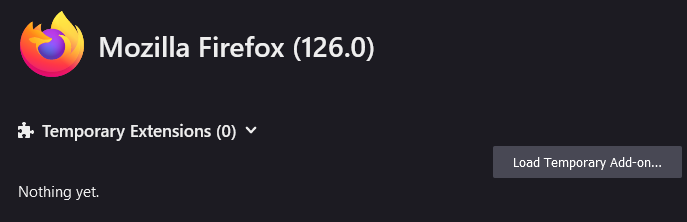 Mozilla Firefox (126.0)
Temporary Extensions (0)
Load Temporary Add-on...
Nothing yet.